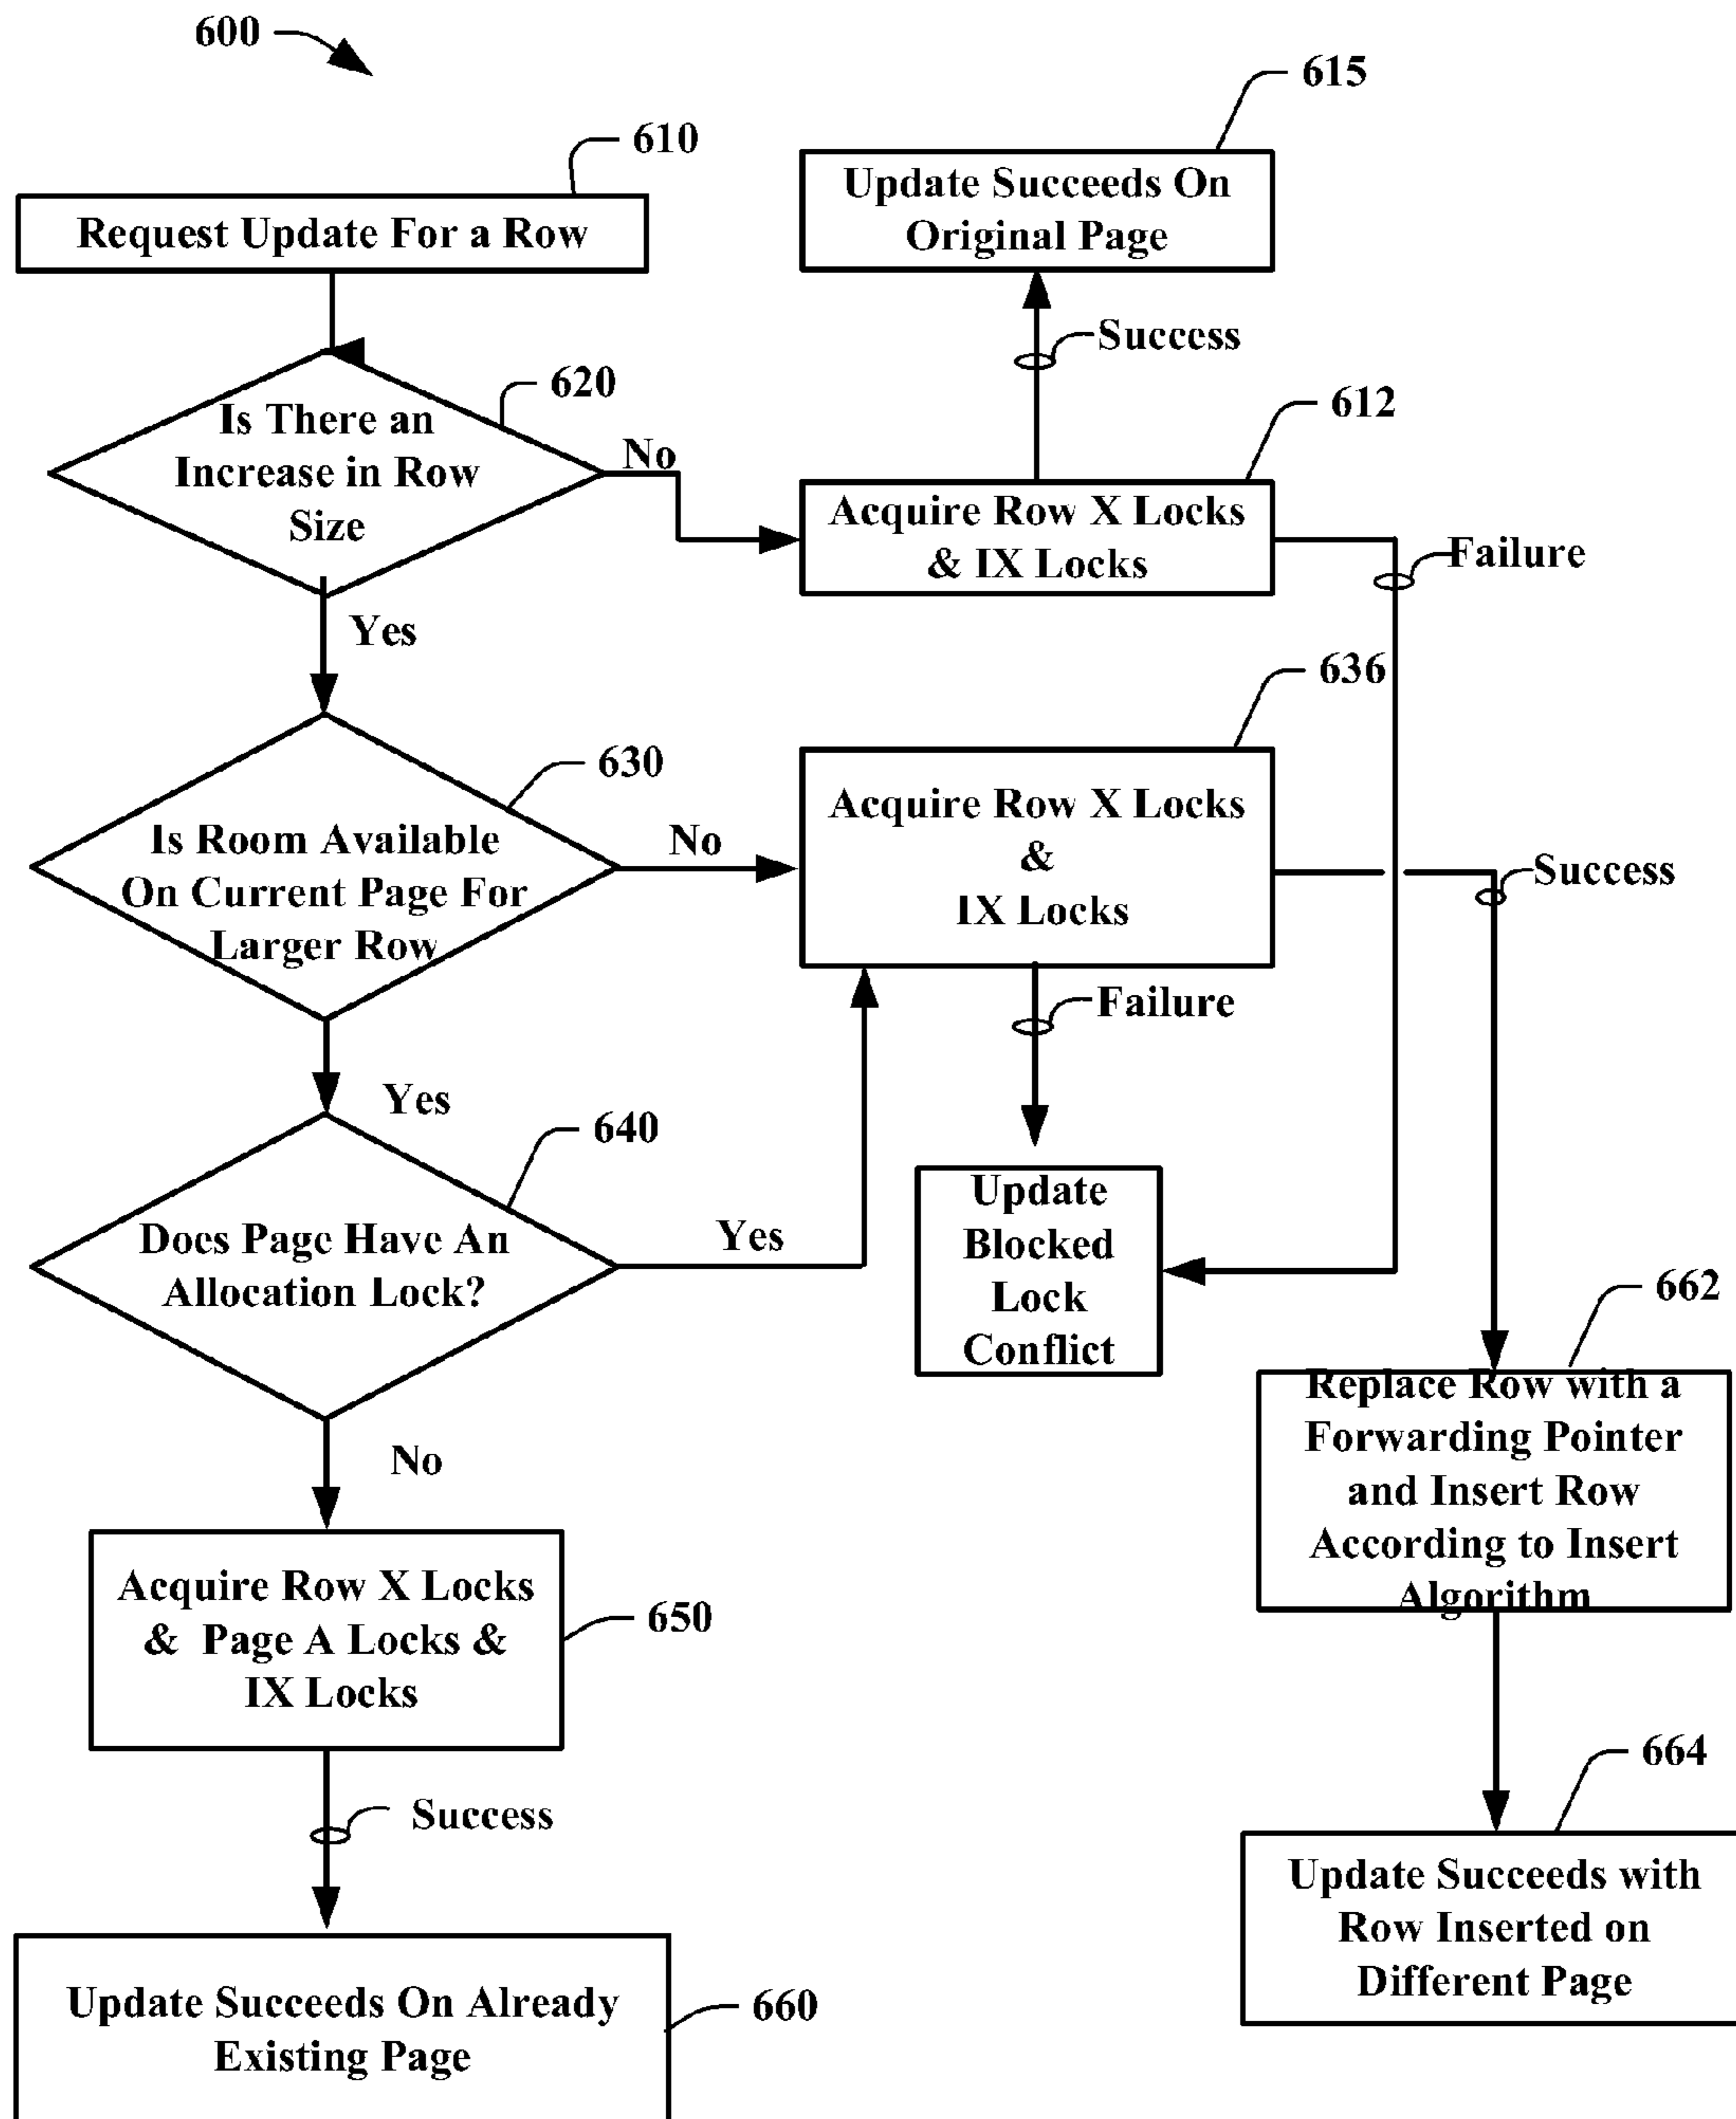 600
615
610
Update Succeeds On
Original Page
Request Update For a Row
Success
620
612
Is There an
Increase in Row
Size
No
Acquire Row X Locks
& IX Locks
Failure
Yes
636
630
Is Room Available
On Current Page For
Larger Row
No
Acquire Row X Locks
&
IX Locks
Success
Failure
Yes
640
Does Page Have An
Allocation Lock?
Yes
Update
Blocked
Lock
Conflict
662
Replace Row with a
Forwarding Pointer
and Insert Row
According to Insert
Algorithm
No
Acquire Row X Locks
& Page A Locks &
IX Locks
650
664
Success
Update Succeeds with
Row Inserted on
Different Page
Update Succeeds On Already
Existing Page
660